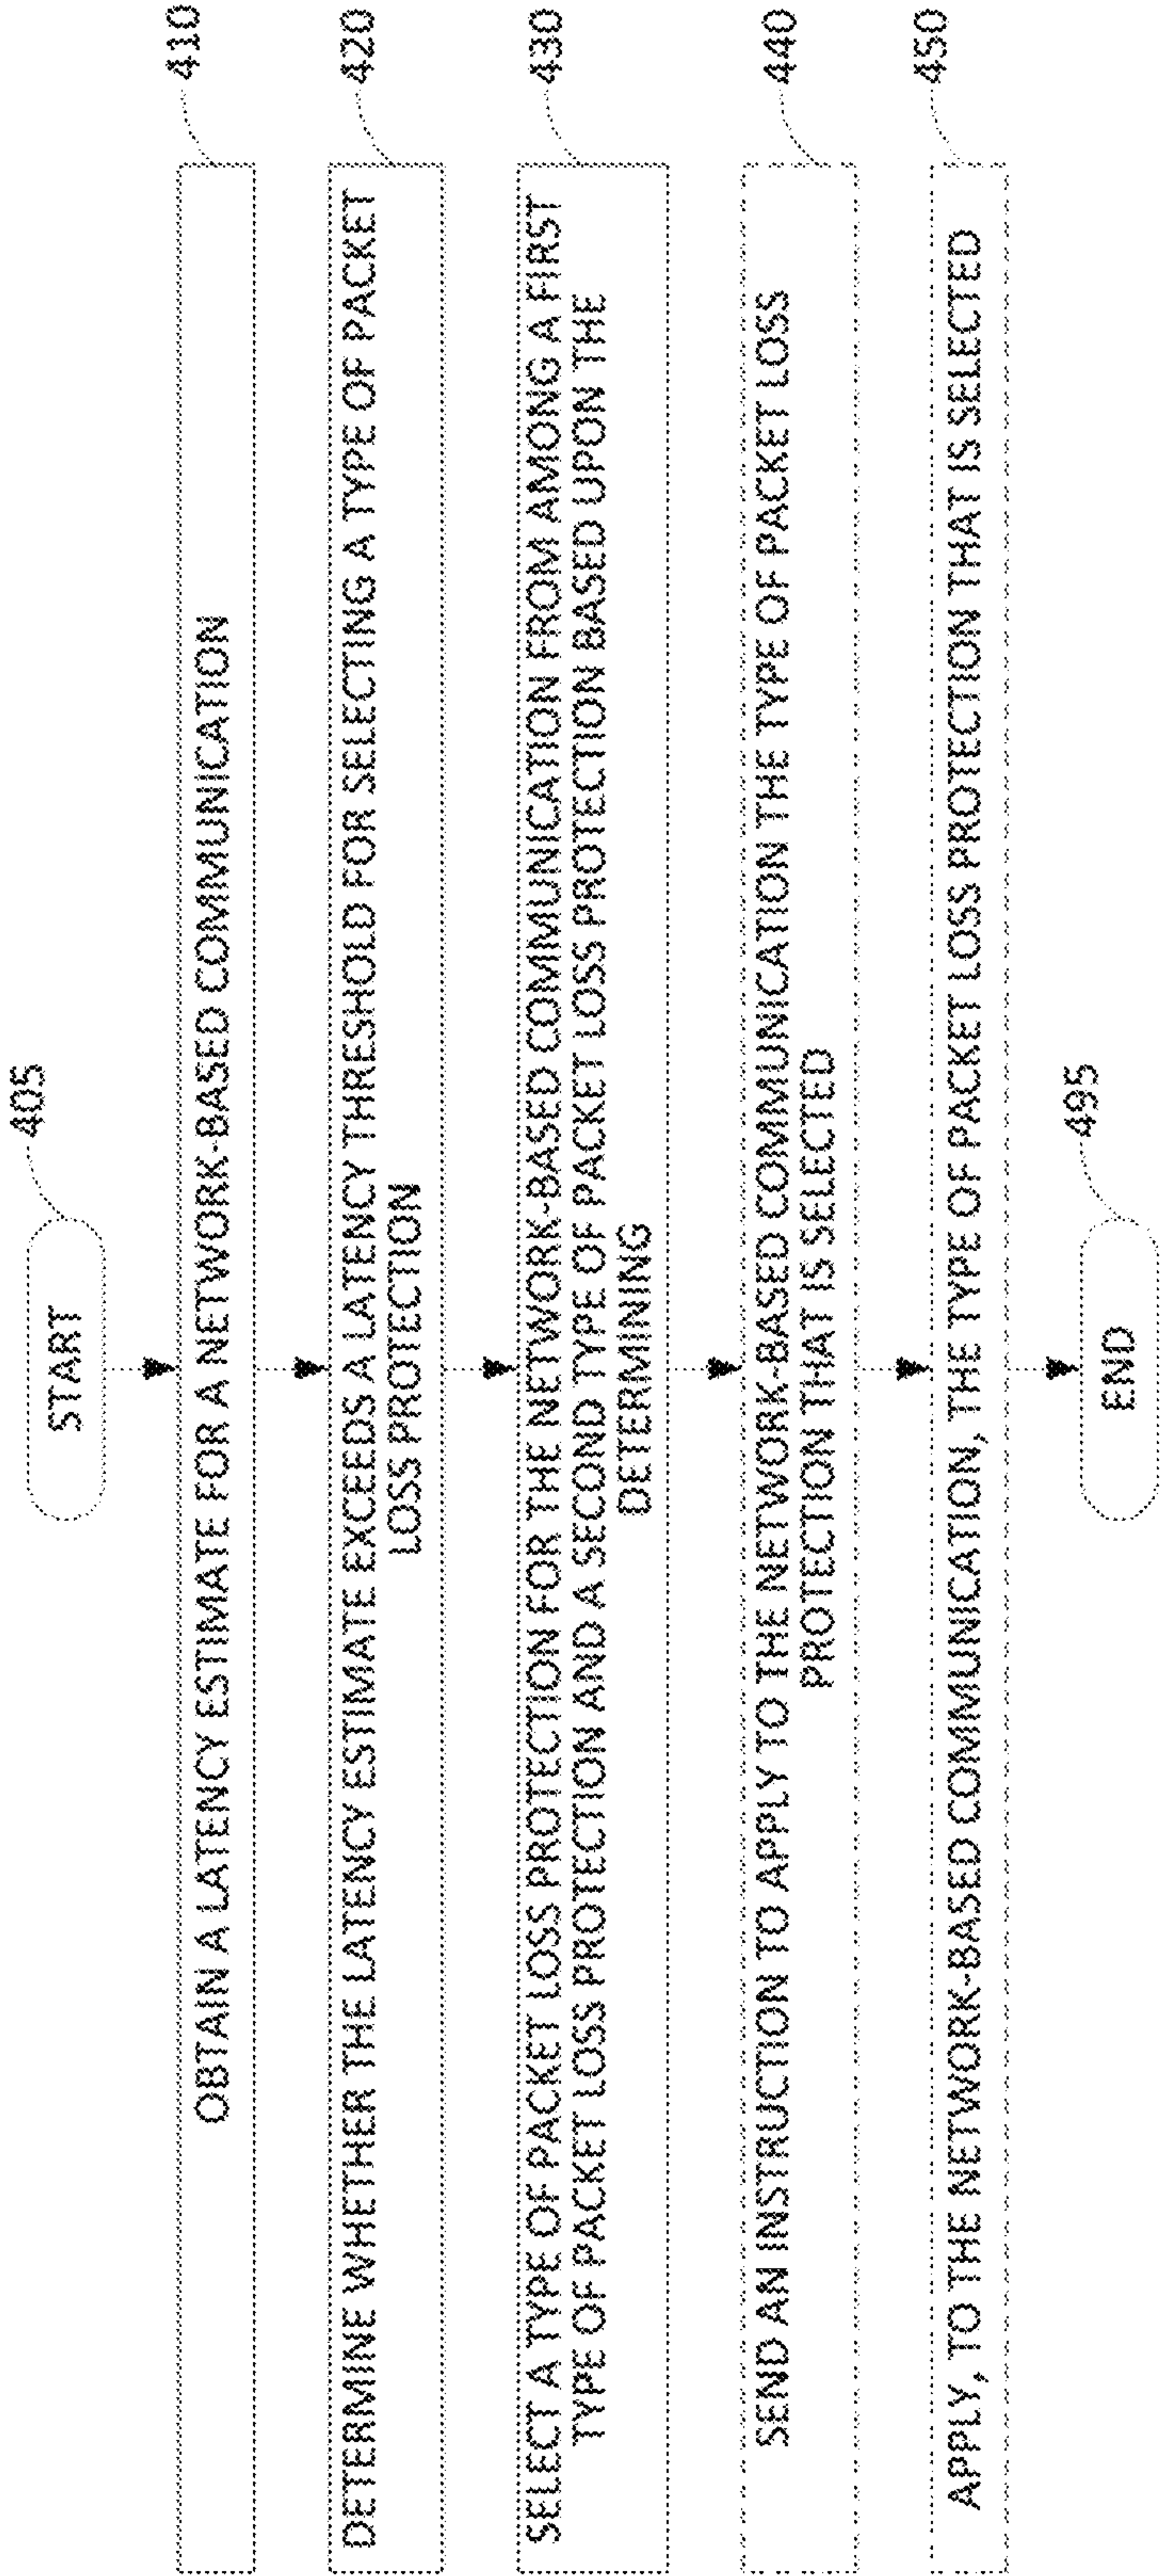 405
START
410
OBTAIN A LATENCY ESTIMATE FOR A NETWORK-BASED COMMUNICATION
420
DETERMINE WHETHER THE LATENCY ESTIMATE EXCEEDS A LATENCY THRESHOLD FOR SELECTING A TYPE OF PACKET
LOSS PROTECTION
430
SELECT A TYPE OF PACKET LOSS PROTECTION FOR THE NETWORK-BASED COMMUNICATION FROM AMONG A FIRST
TYPE OF PACKET LOSS PROTECTION AND A SECOND TYPE OF PACKET LOSS PROTECTION BASED UPON THE
DETERMINING
440
SEND AN INSTRUCTION TO APPLY TO THE NETWORK-BASED COMMUNICATION THE TYPE OF PACKET LOSS
PROTECTION THAT IS SELECTED
450
APPLY, TO THE NETWORK-BASED COMMUNICATION, THE TYPE OF PACKET LOSS PROTECTION THAT IS SELECTED
495
END